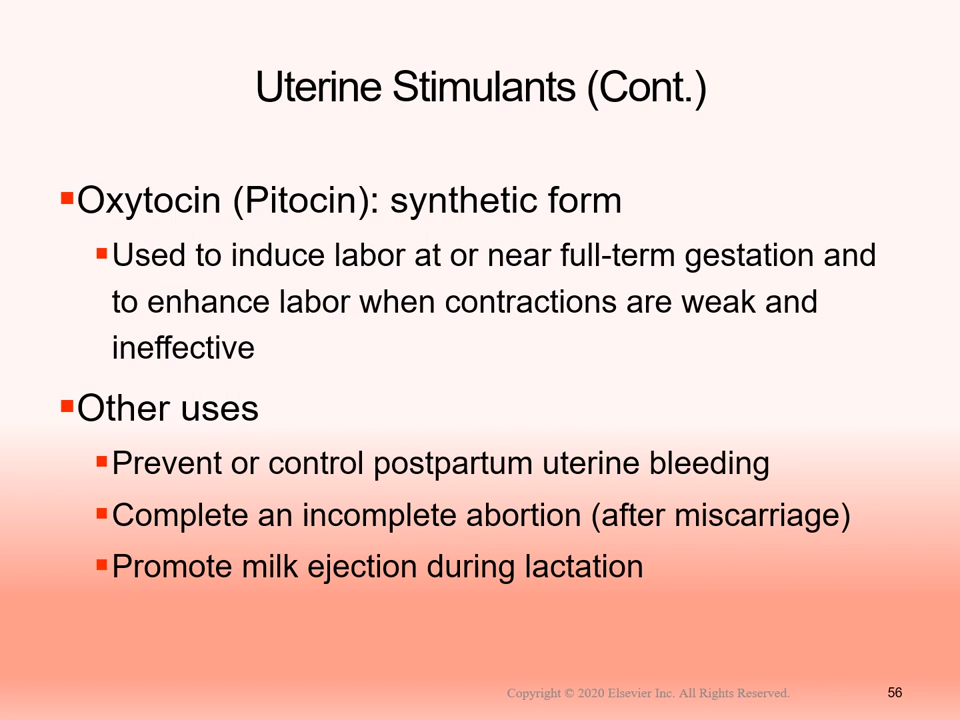 Uterine Stimulants (Cont.)
Oxytocin (Pitocin): synthetic form
Used to induce labor at or near full-term gestation and
to enhance labor when contractions are weak and
ineffective
Other uses
Prevent or control postpartum uterine bleeding
Complete an incomplete abortion (after miscarriage)
Promote milk ejection during lactation
Copyright © 2020 Elsevier Inc. All Rights Reserved.
56